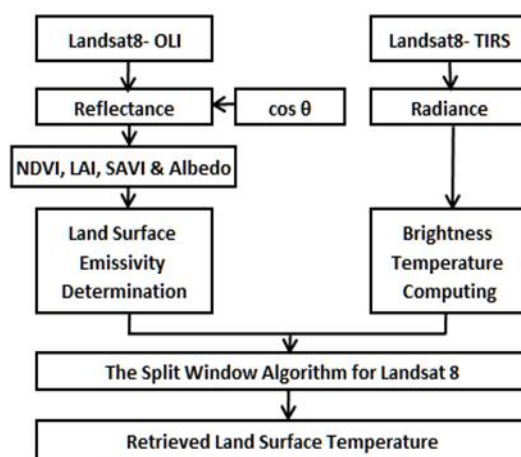 Landsat8- OLI
Landsat8- TIRS
Reflectance
cos θ
Radiance
NDVI, LAI, SAVI & Albedo
Land Surface
Emissivity
Determination
Brightness
Temperature
Computing
The Split Window Algorithm for Landsat 8
Retrieved Land Surface Temperature